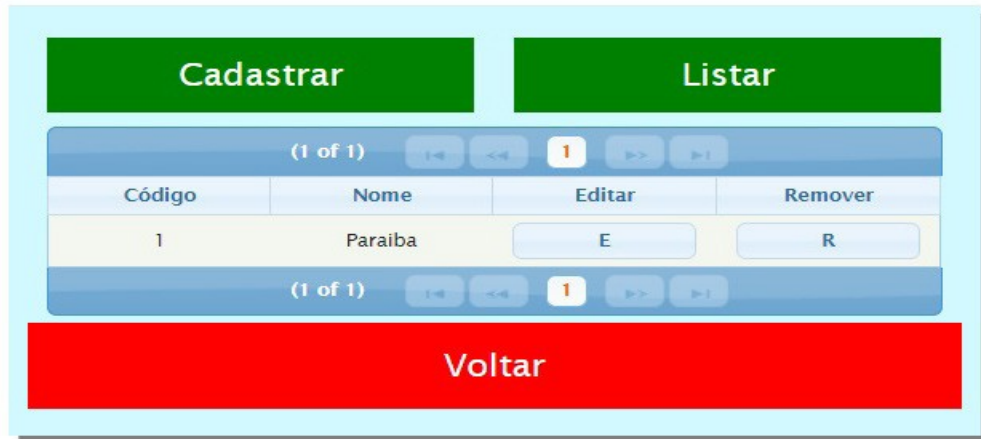 Cadastrar Listar
(1 of 1) 1
Código Nome Editar Remover
1 Paraiba E R
(1 of 1) 1
Voltar